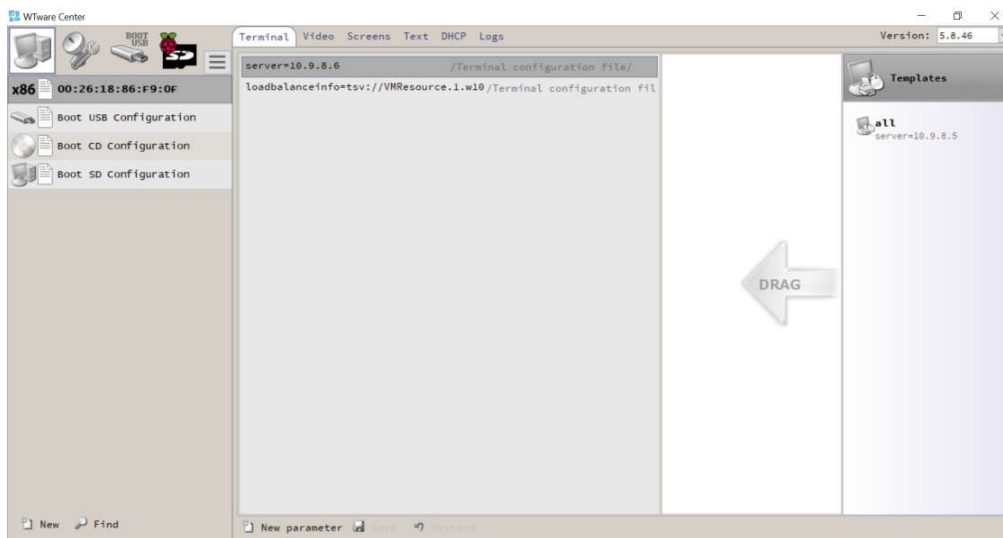 WTware Center
BOOT
USB
Terminal Video Screens Text DHCP Logs
Version: 5.8.46
server=10.9.8.6 /Terminal configuration file/
loadbalanceinfo=tsv://VMResource.1.w10 /Terminal configuration fil
x86 00:26:18:86:F9:0F
Boot USB Configuration
Boot CD Configuration
Boot SD Configuration
Templates
all
server=10.9.8.5
DRAG
New Find
New parameter Save Restore